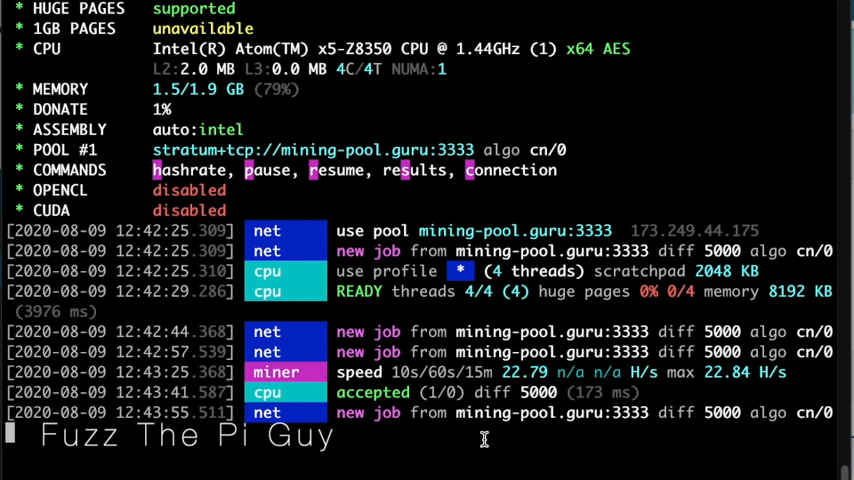 * HUGE PAGES supported
* 1GB PAGES unavailable
* CPU Intel(R) Atom(TM) x5-Z8350 CPU @ 1.44GHz (1) x64 AES
L2:2.0 MB L3:0.0 MB 4C/4T NUMA:1
* MEMORY 1.5/1.9 GB (79%)
* DONATE 1%
* ASSEMBLY auto:intel
* POOL #1 stratum+tcp://mining-pool.guru:3333 algo cn/0
* COMMANDS hashrate, pause, resume, results, connection
* OPENCL disabled
* CUDA disabled
[2020-08-09 12:42:25.309] net use pool mining-pool.guru:3333 173.249.44.175
[2020-08-09 12:42:25.309] net new job from mining-pool.guru:3333 diff 5000 algo cn/0
[2020-08-09 12:42:25.310] cpu use profile * (4 threads) scratchpad 2048 KB
[2020-08-09 12:42:29.286] cpu READY threads 4/4 (4) huge pages 0% 0/4 memory 8192 KB
(3976 ms)
[2020-08-09 12:42:44.368] net new job from mining-pool.guru:3333 diff 5000 algo cn/0
[2020-08-09 12:42:57.539] net new job from mining-pool.guru:3333 diff 5000 algo cn/0
[2020-08-09 12:43:25.368] miner speed 10s/60s/15m 22.79 n/a n/a H/s max 22.84 H/s
[2020-08-09 12:43:41.587] cpu accepted (1/0) diff 5000 (173 ms)
[2020-08-09 12:43:55.511] net new job from mining-pool.guru:3333 diff 5000 algo cn/0
Fuzz The Pi Guy